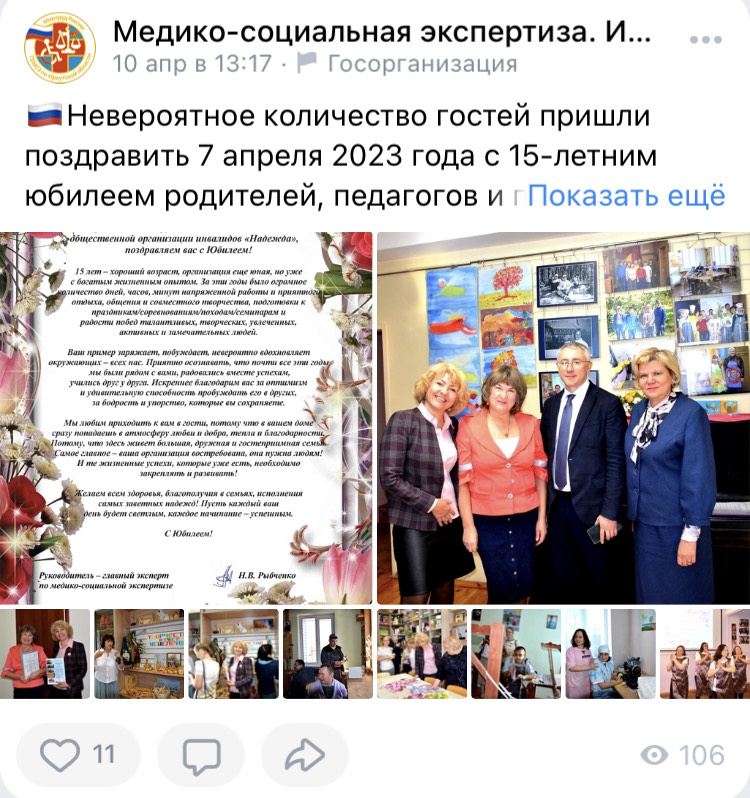 Медико-социальная экспертиза. И...
10 апр в 13:17 · Госорганизация
Невероятное количество гостей пришли
поздравить 7 апреля 2023 года с 15-летним
юбилеем родителей, педагогов и г Показать ещё
общественной организации инвалидов «Надежда»,
поздравляем вас с Юбилеем!
15 лет – хороший возраст, организация еще юная, но уже
с богатым жизненным опытом. За эти годы было огромное
количество дней, часов, минут напряженной работы и приятного
отдыха, общения и совместного творчества, подготовки к
праздникам/соревнованиям/походам/семинарам и
радости побед талантливых, творческих, увлеченных,
активных и замечательных людей.
Ваш пример заряжает, побуждает, невероятно вдохновляет
окружающих – всех нас. Приятно осознавать, что почти все эти годы
мы были рядом с вами, радовались вместе успехам,
учились друг у друга. Искренне благодарим вас за оптимизм
и удивительную способность пробуждать его в других,
за бодрость и упорство, которые вы сохраняете.
Мы любим приходить к вам в гости, потому что в вашем доме
сразу попадаешь в атмосферу любви и добра, тепла и благодарности.
Потому, что здесь живет большая, дружная и гостеприимная семья.
Самое главное – ваша организация востребована, она нужна людям!
И те жизненные успехи, которые уже есть, необходимо
закреплять и развивать!
Желаем всем здоровья, благополучия в семьях, исполнения
самых заветных надежд! Пусть каждый ваш
день будет светлым, каждое начинание – успешным.
С Юбилеем!
Руководитель – главный эксперт
по медико-социальной экспертизе
Н.В. Рыбченко
11
106